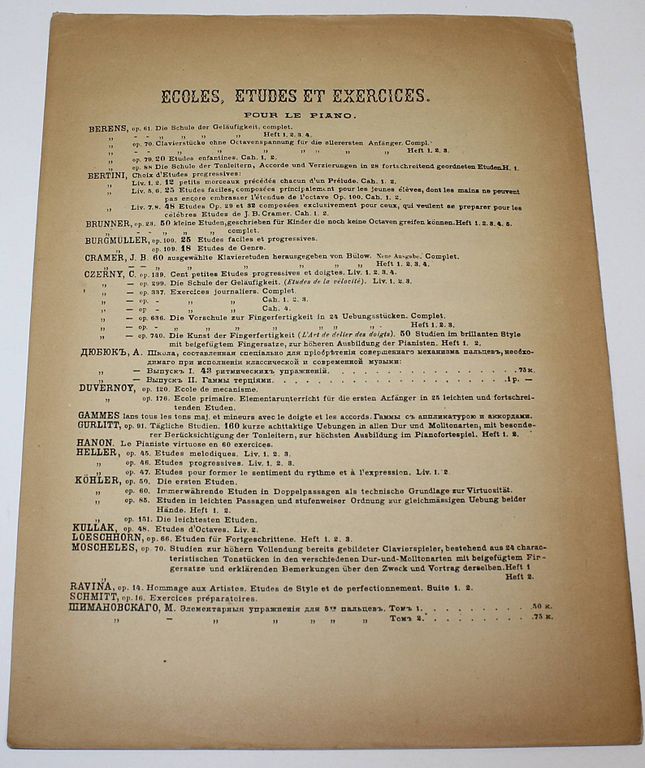 ECOLES, ETUDES ET EXERCICES.
POUR LE PIANO.
BERENS, op. 61. Die Schule der Geläufigkeit, complet.
„ - - „ „ „ „ Heft 1. 2. 3. 4.
„ op. 70. Clavierstücke ohne Octavenspannung für die allerersten Anfänger. Compl.
„ - „ „ „ „ „ „ „ Heft 1. 2. 3.
„ op. 79. 20 Etudes enfantines. Cah. 1. 2.
„ op. 88 Die Schule der Tonleitern, Accorde und Verzierungen in 28 fortschreitend geordneten Etuden H. 1.
BERTINI, Choix d'Etudes progressives:
„ Liv. 1. 2. 12 petits morceaux précédés chacun d'un Prélude. Cah. 1. 2.
„ Liv. 5. 6. 25 Etudes faciles, composées principalement pour les jeunes élèves, dont les mains ne peuvent
pas encore embrassier l'étendue de l'octave Op. 100. Cah. 1. 2.
„ Liv. 7. 8. 48 Etudes Op. 29 et 32 composées exclusivement pour ceux, qui veulent se preparer pour les
célébres Etudes de J. B. Cramer. Cah. 1. 2.
BRUNNER, op. 23. 50 kleine Etuden, geschrieben für Kinder die noch keine Octaven greifen können. Heft 1. 2. 3. 4. 5.
„ „ „ „ „ complet.
BURGMULLER, op. 100. 25 Etudes faciles et progressives.
„ op. 109. 18 Etudes de Genre.
CRAMER, J. B. 60 ausgewählte Klavieretuden herausgegeben von Bülow. Neue Ausgabe. Complet.
„ — — „ „ „ „ „ Heft 1. 2. 3. 4.
CZERNY, C. op. 139. Cent petites Etudes progressives et doigtes. Liv. 1. 2. 3. 4.
„ — op. 299. Die Schule der Geläufigkeit. (Etudes de la vélocité). Liv. 1. 2. 3.
„ — op. 337. Exercices journaliers. Complet.
„ — op. - „ „ Cah. 1. 2. 3.
„ — op. - „ „ Cah. 4.
„ — op. 636. Die Vorschule zur Fingerfertigkeit in 24 Uebungsstücken. Complet.
„ — op. - „ „ „ „ „ „ „ Heft 1. 2. 3.
„ — op. 740. Die Kunst der Fingerfertigkeit (L'Art de délier des doigts). 50 Studien im brillanten Style
mit beigefügtem Fingersatze, zur höheren Ausbildung der Pianisten. Heft 1. 2.
ДЮБЮКЪ, А. Школа, составленная спеціально для пріобрѣтенія совершеннаго механизма пальцевъ, необхо-
димаго при исполненіи классической и современной музыки:
„ — Выпускъ I. 43 ритмическихъ упражненій. . . . . . . . . . . . . . . .75 к.
„ — Выпускъ II. Гаммы терціями. . . . . . . . . . . . . . . . . . . 1 р. —
DUVERNOY, op. 120. Ecole de mecanisme.
„ op. 176. Ecole primaire. Elementarunterricht für die ersten Anfänger in 25 leichten und fortschrei-
tenden Etuden.
GAMMES lans tous les tons maj. et mineurs avec le doigte et les accords. Гаммы съ аппликатурою и аккордами.
GURLITT, op. 91. Tägliche Studien. 160 kurze achttaktige Uebungen in allen Dur und Molltonarten, mit besonde-
rer Berücksichtigung der Tonleitern, zur höchsten Ausbildung im Pianofortespiel. Heft 1. 2.
HANON. Le Pianiste virtuose en 60 exercices.
HELLER, op. 45. Etudes melodiques. Liv. 1. 2. 3.
„ op. 46. Etudes progressives. Liv. 1. 2. 3.
„ op. 47. Etudes pour former le sentiment du rythme et à l'expression. Liv. 1. 2.
KÖHLER, op. 50. Die ersten Etuden.
„ op. 60. Immerwährende Etuden in Doppelpassagen als technische Grundlage zur Virtuosität.
„ op. 85. Etuden in leichten Passagen und stufenweiser Ordnung zur gleichmässigen Uebung beider
Hände. Heft 1. 2.
„ op. 151. Die leichtesten Etuden.
KULLAK, op. 48. Etudes d'Octaves. Liv. 2.
LOESCHORN, op. 66. Etuden für Fortgeschrittene. Heft 1. 2. 3.
MOSCHELES, op. 70. Studien zur höhern Vollendung bereits gebildeter Clavierspieler, bestehend aus 24 charac-
teristischen Tonstücken in den verschiedenen Dur-und-Molltonarten mit beigefügtem Fin-
gersatze und erklärenden Bemerkungen über den Zweck und Vortrag derselben. Heft 1
„ Heft 2.
RAVINA, op. 14. Hommage aux Artistes. Etudes de Style et de perfectionnement. Suite 1. 2.
SCHMITT, op. 16. Exercices préparatoires.
ШИМАНОВСКАГО, М. Элементарныя упражненія для 5ти пальцевъ. Томъ 1. . . . . . . . .50 к.
„ — „ „ „ „ Томъ 2. . . . . . . . .75 к.